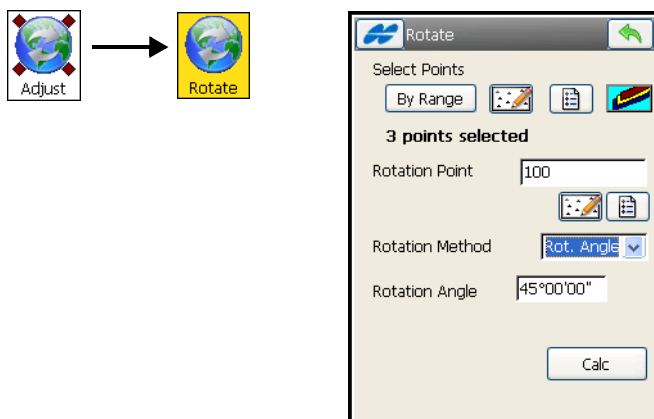 Adjust
Rotate
Rotate
Select Points
By Range
3 points selected
Rotation Point 100
Rotation Method Rot. Angle
Rotation Angle 45°00'00"
Calc